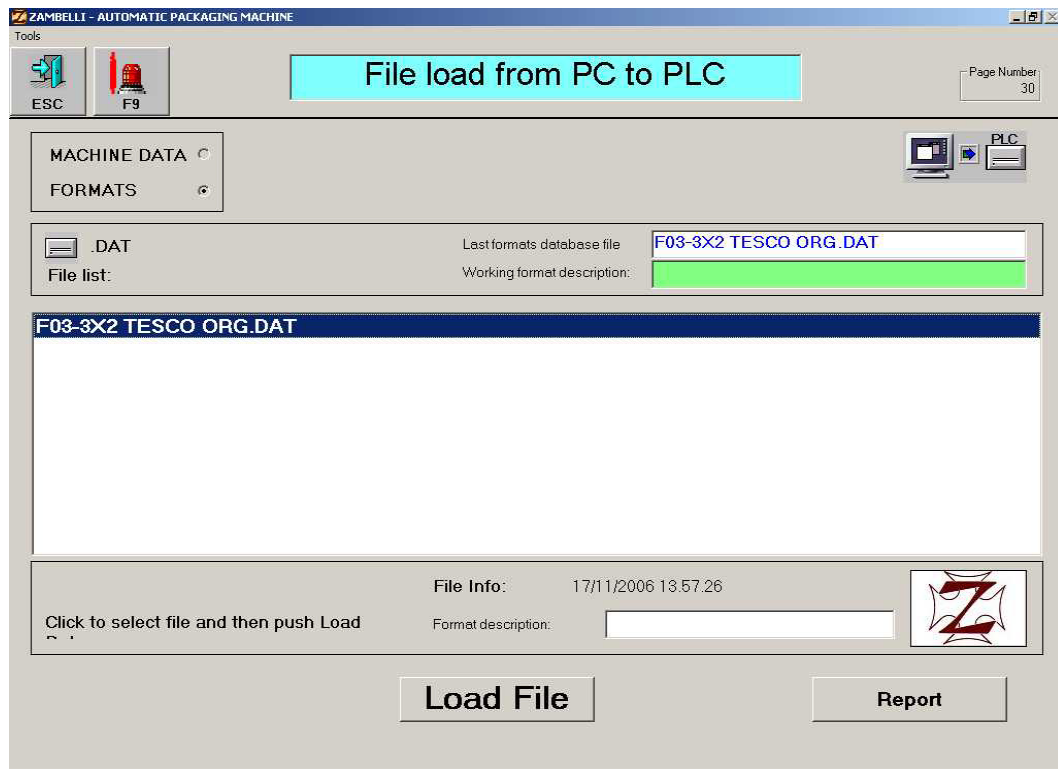 ZAMBELLI - AUTOMATIC PACKAGING MACHINE
Tools
ESC
F9
File load from PC to PLC
Page Number
30
MACHINE DATA
FORMATS
PLC
.DAT
File list:
Last formats database file
F03-3X2 TESCO ORG.DAT
Working format description:
F03-3X2 TESCO ORG.DAT
File Info:
17/11/2006 13.57.26
Click to select file and then push Load
Format description:
Z
Load File
Report